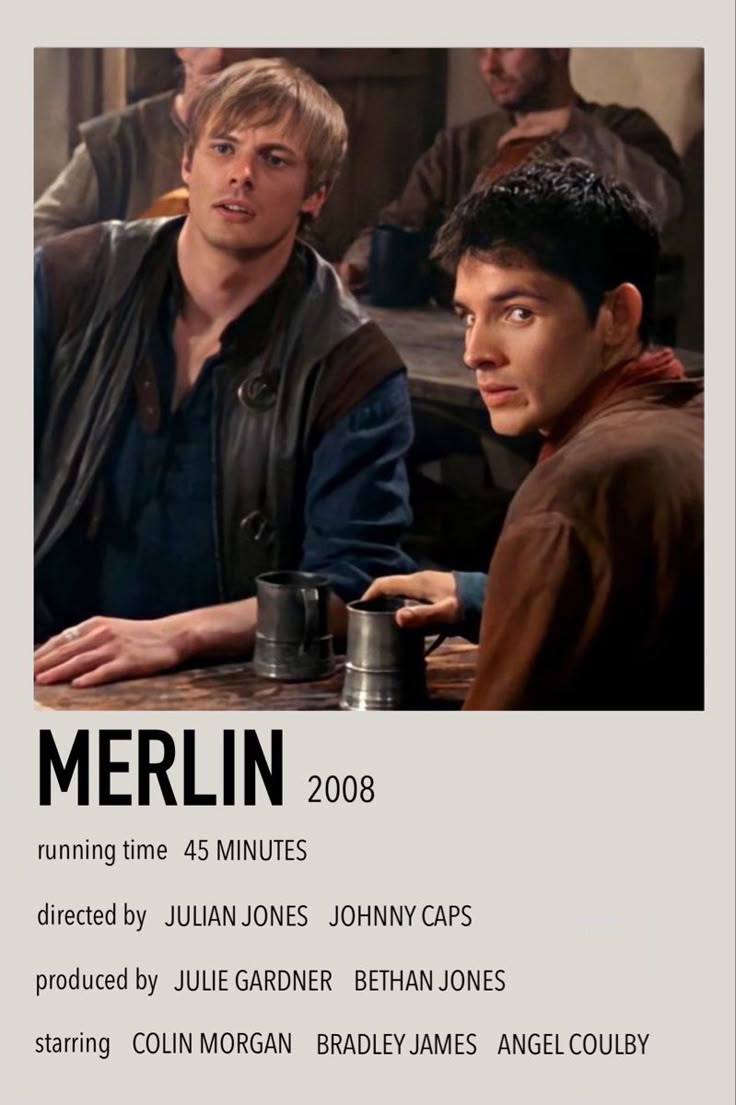 MERLIN 2008
running time 45 MINUTES
directed by JULIAN JONES JOHNNY CAPS
produced by JULIE GARDNER BETHAN JONES
starring COLIN MORGAN BRADLEY JAMES ANGEL COULBY